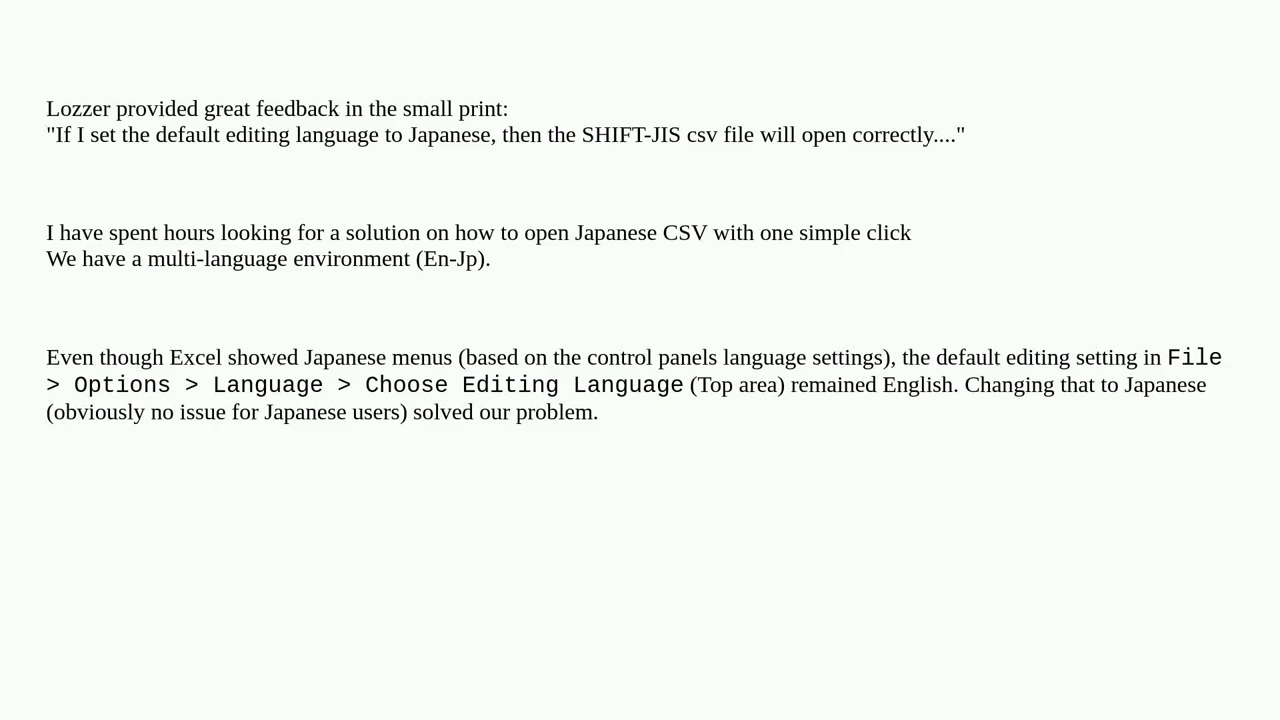 Lozzer provided great feedback in the small print:
"If I set the default editing language to Japanese, then the SHIFT-JIS csv file will open correctly...."
I have spent hours looking for a solution on how to open Japanese CSV with one simple click
We have a multi-language environment (En-Jp).
Even though Excel showed Japanese menus (based on the control panels language settings), the default editing setting in File
> Options > Language > Choose Editing Language (Top area) remained English. Changing that to Japanese
(obviously no issue for Japanese users) solved our problem.